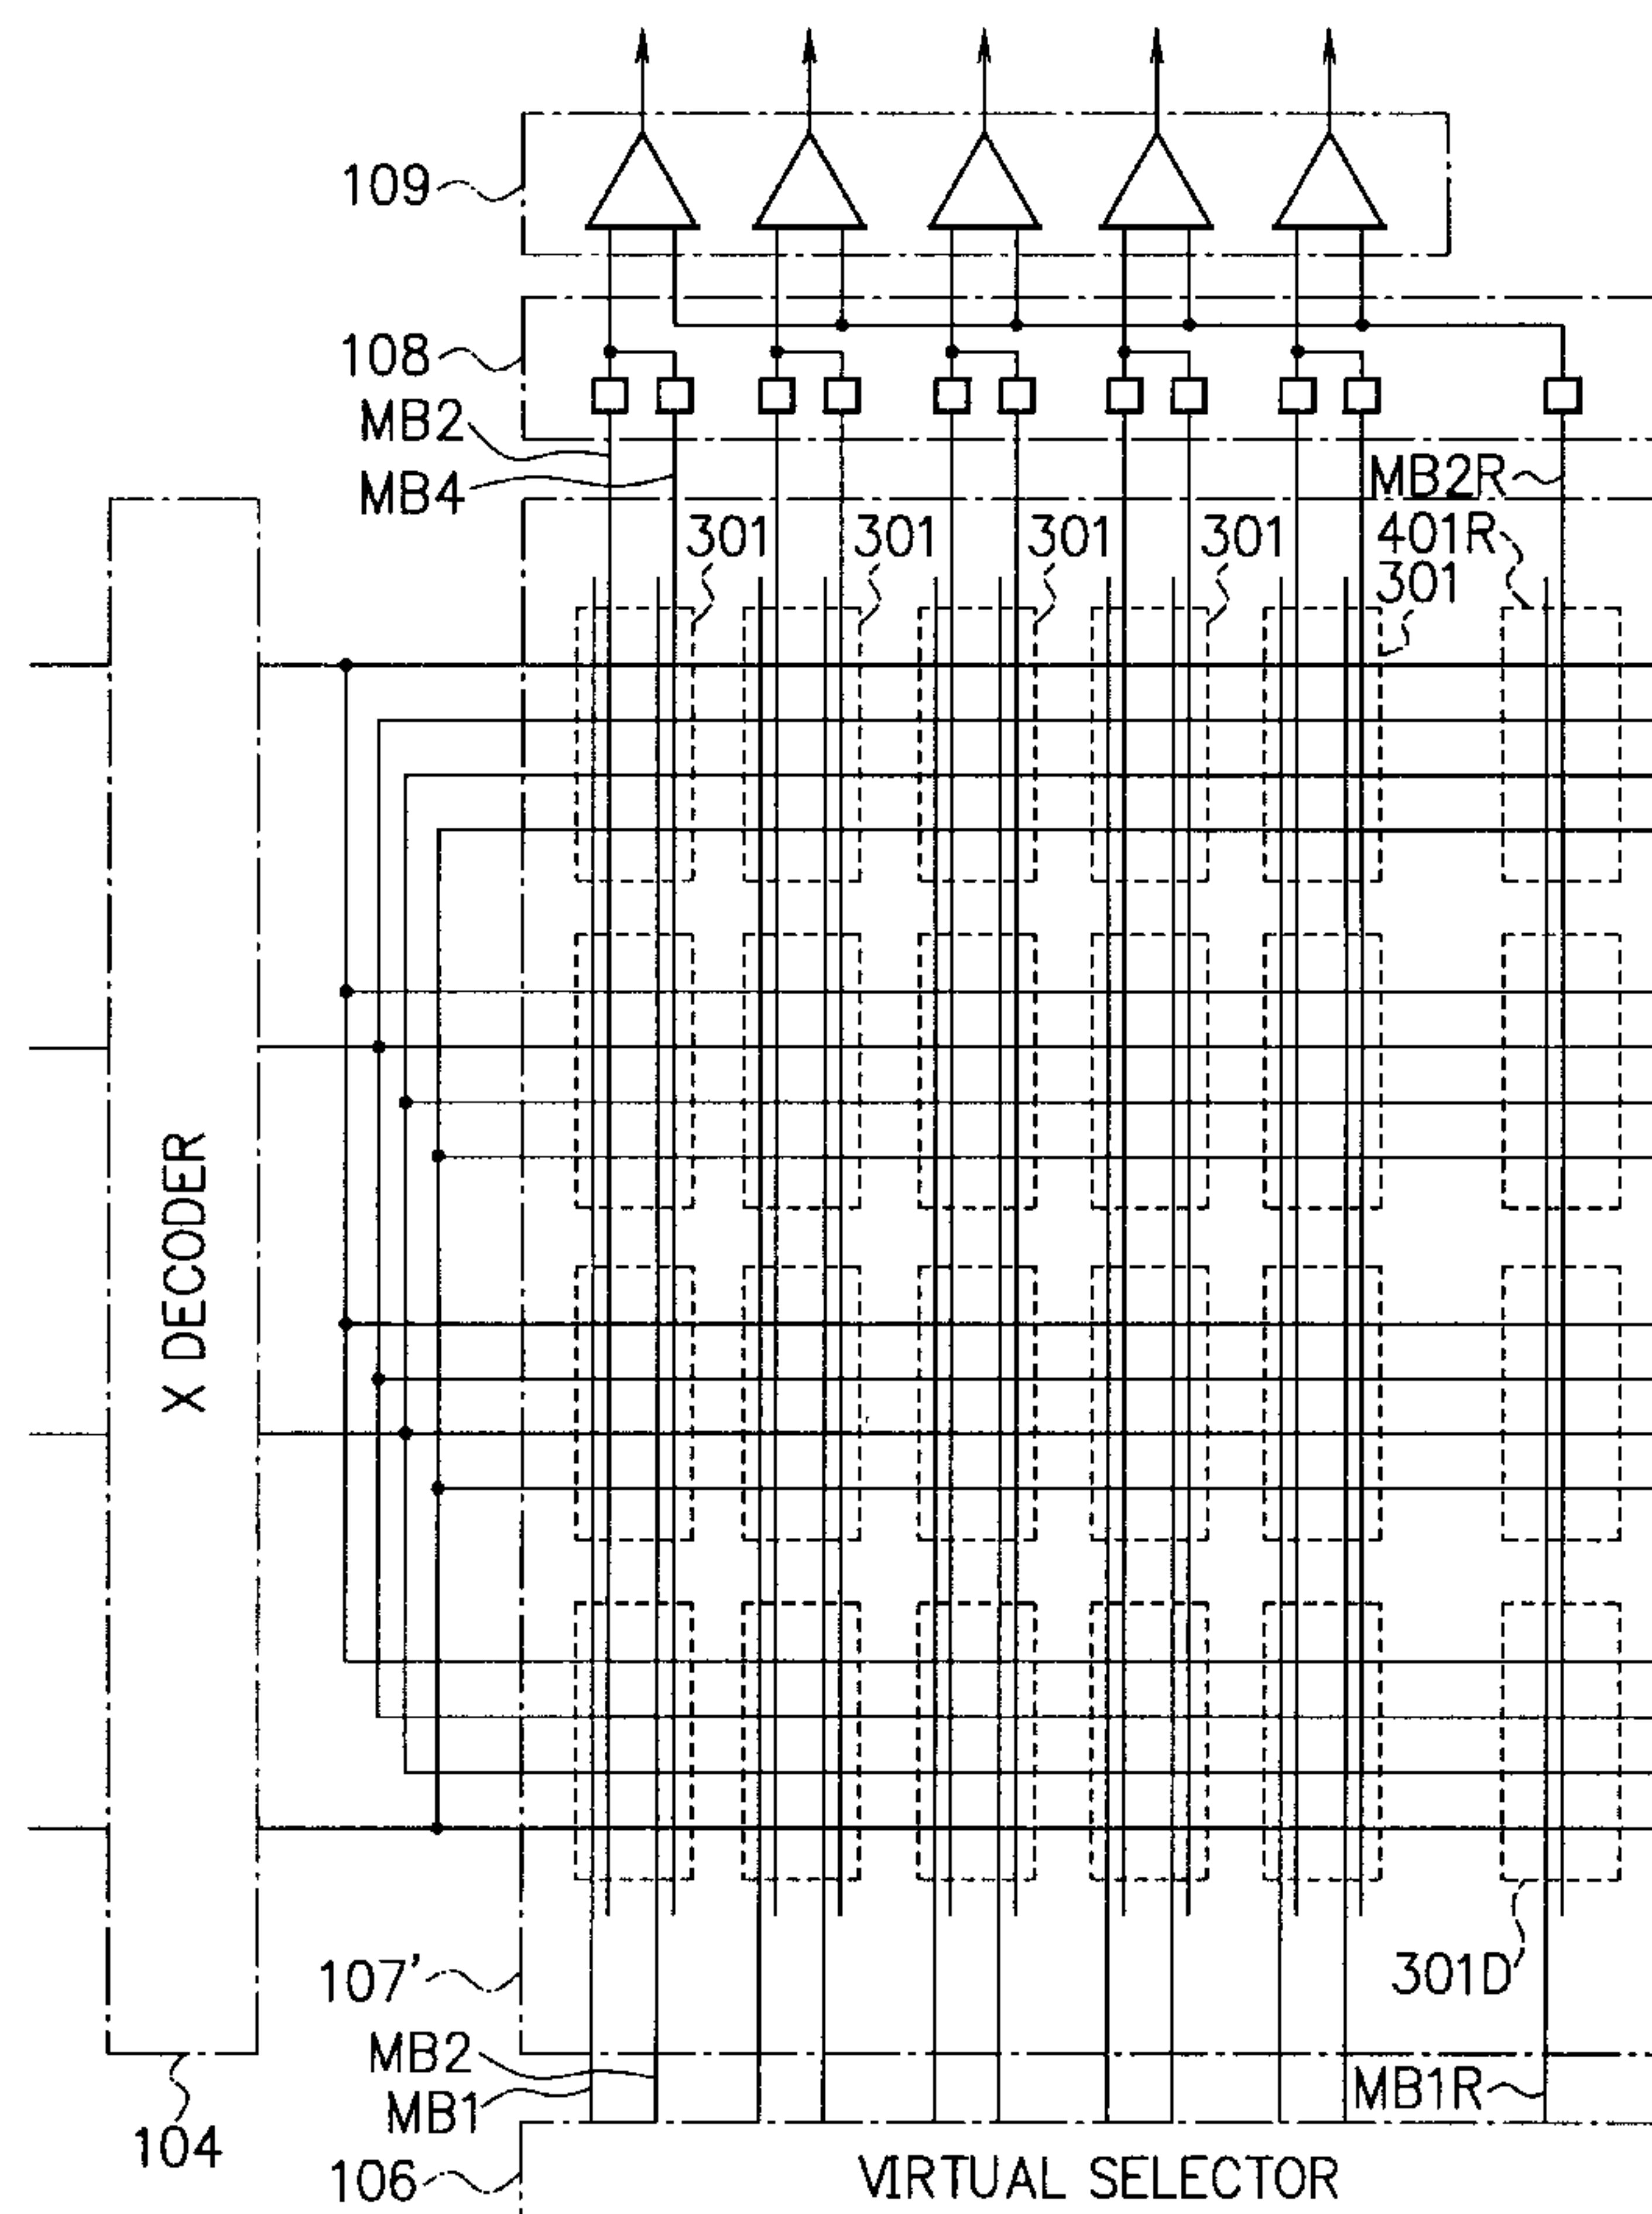 109
108
MB2
MB4
MB2R
301
301
301
301
401R
301
X DECODER
107'
301D
MB2
MB1
MB1R
104
106
VIRTUAL SELECTOR